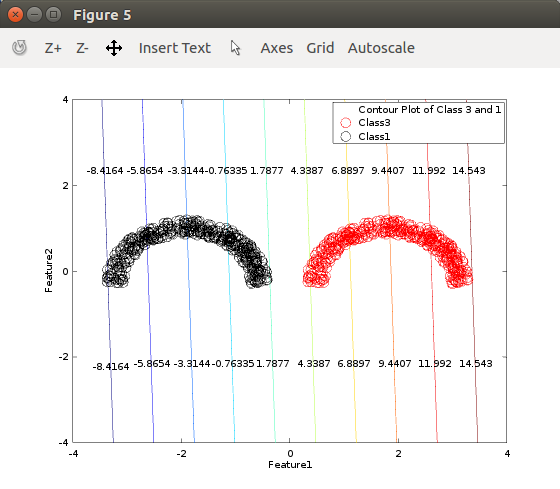 Figure 5
Z+ Z- Insert Text Axes Grid Autoscale
4
Contour Plot of Class 3 and 1
Class3
Class1
-8.4164 -5.8654 -3.3144 -0.76335 1.7877 4.3387 6.8897 9.4407 11.992 14.543
2
Feature2
0
-8.4164 -5.8654 -3.3144 -0.76335 1.7877 4.3387 6.8897 9.4407 11.992 14.543
-2
-4
-4 -2 0 2 4
Feature1